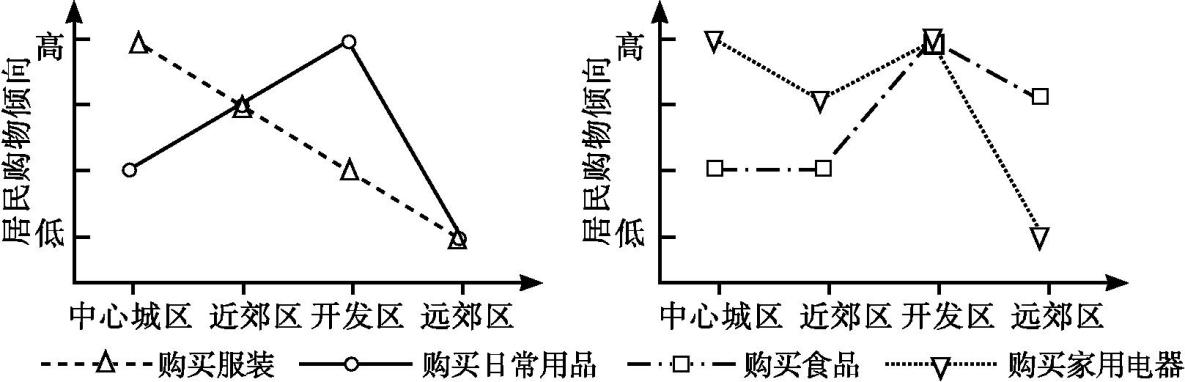 高
居民购物倾向
低
中心城区 近郊区 开发区 远郊区
高
居民购物倾向
低
中心城区 近郊区 开发区 远郊区
购买服装 购买日常用品 购买食品 购买家用电器